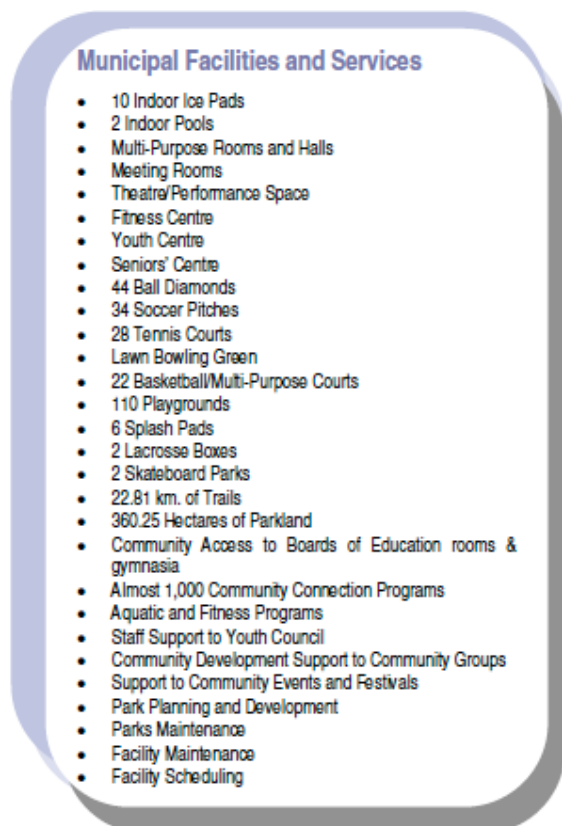 Municipal Facilities and Services
• 10 Indoor Ice Pads
• 2 Indoor Pools
• Multi-Purpose Rooms and Halls
• Meeting Rooms
• Theatre/Performance Space
• Fitness Centre
• Youth Centre
• Seniors' Centre
• 44 Ball Diamonds
• 34 Soccer Pitches
• 28 Tennis Courts
• Lawn Bowling Green
• 22 Basketball/Multi-Purpose Courts
• 110 Playgrounds
• 6 Splash Pads
• 2 Lacrosse Boxes
• 2 Skateboard Parks
• 22.81 km. of Trails
• 360.25 Hectares of Parkland
• Community Access to Boards of Education rooms &
gymnasia
• Almost 1,000 Community Connection Programs
• Aquatic and Fitness Programs
• Staff Support to Youth Council
• Community Development Support to Community Groups
• Support to Community Events and Festivals
• Park Planning and Development
• Parks Maintenance
• Facility Maintenance
• Facility Scheduling